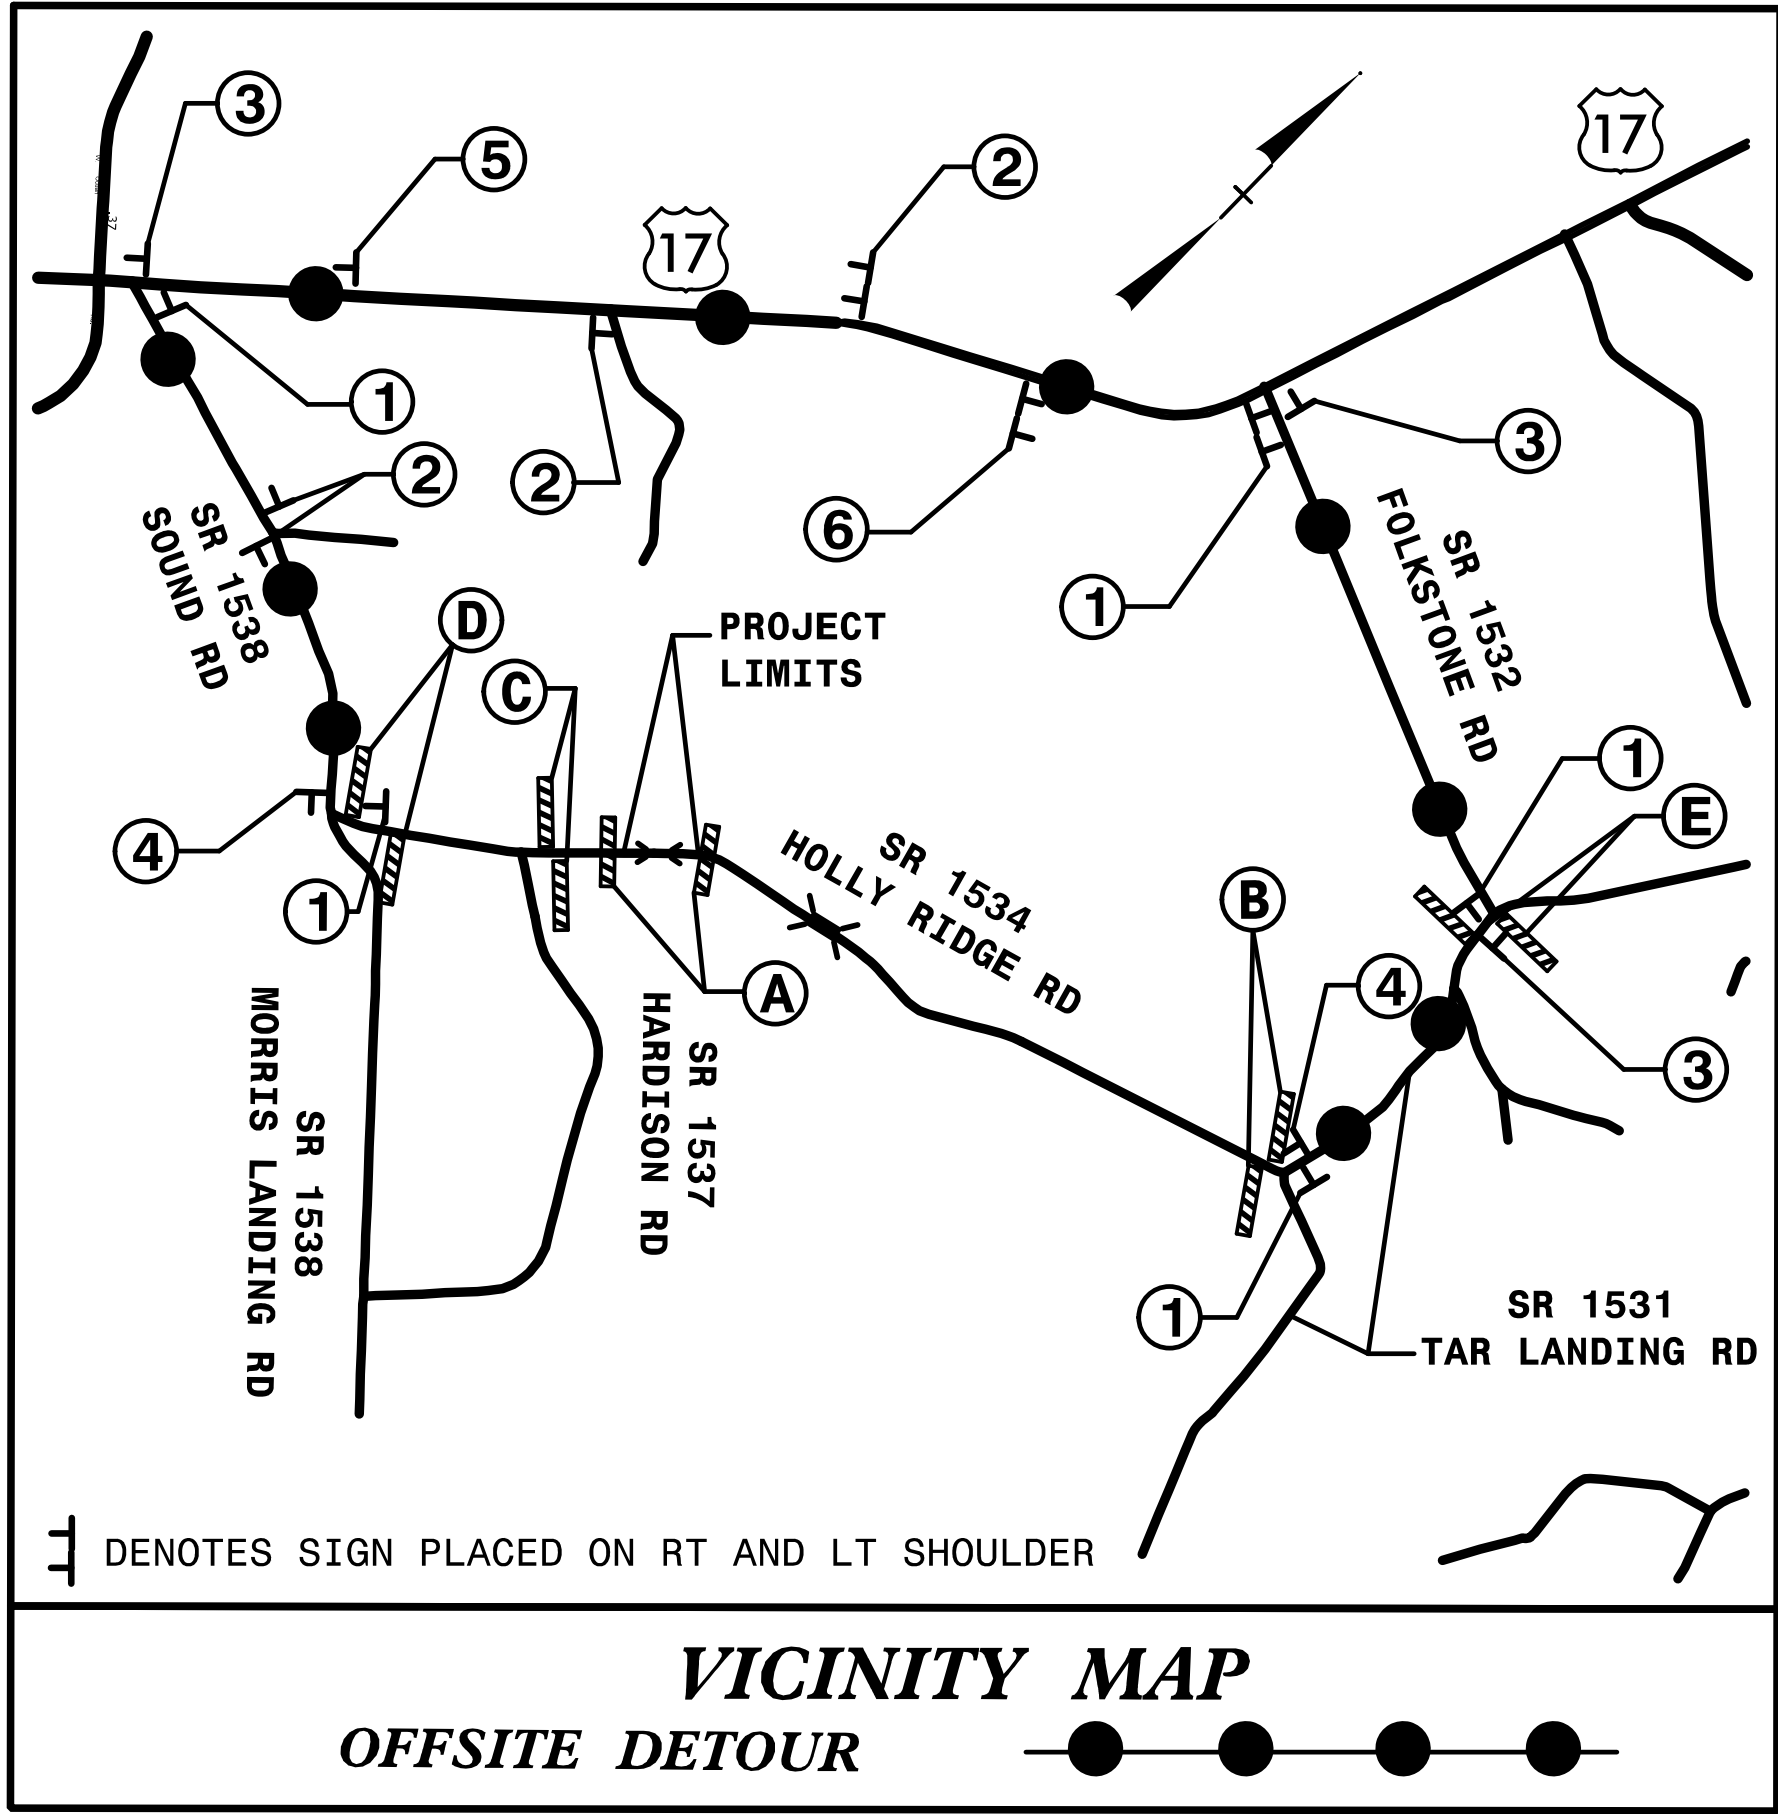 3
5
2
17
17
1
2
2
6
3
1
SR 1538
SOUND RD
SR 1532
FOLKSTONE RD
D
C
PROJECT
LIMITS
1
E
4
1
SR 1534
HOLLY RIDGE RD
B
A
4
3
SR 1538
MORRIS LANDING RD
SR 1537
HARDISON RD
1
SR 1531
TAR LANDING RD
DENOTES SIGN PLACED ON RT AND LT SHOULDER
VICINITY MAP
OFFSITE DETOUR